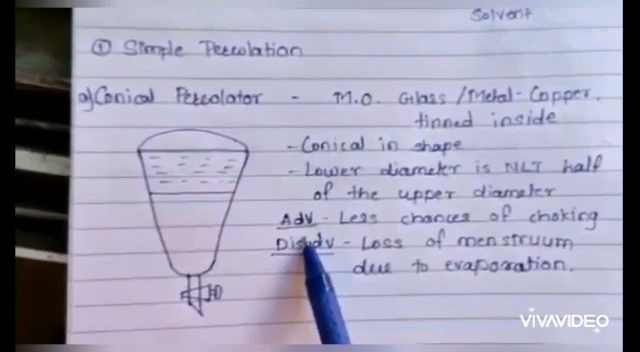 Solvent
① Simple Percolation
a) Conical Percolator - M.O. Glass/Metal-Copper,
tinned inside
- Conical in shape
- Lower diameter is NLT half
of the upper diameter
Adv - Less chances of choking
Disadv - Loss of menstruum
due to evaporation.
VIVAVIDEO